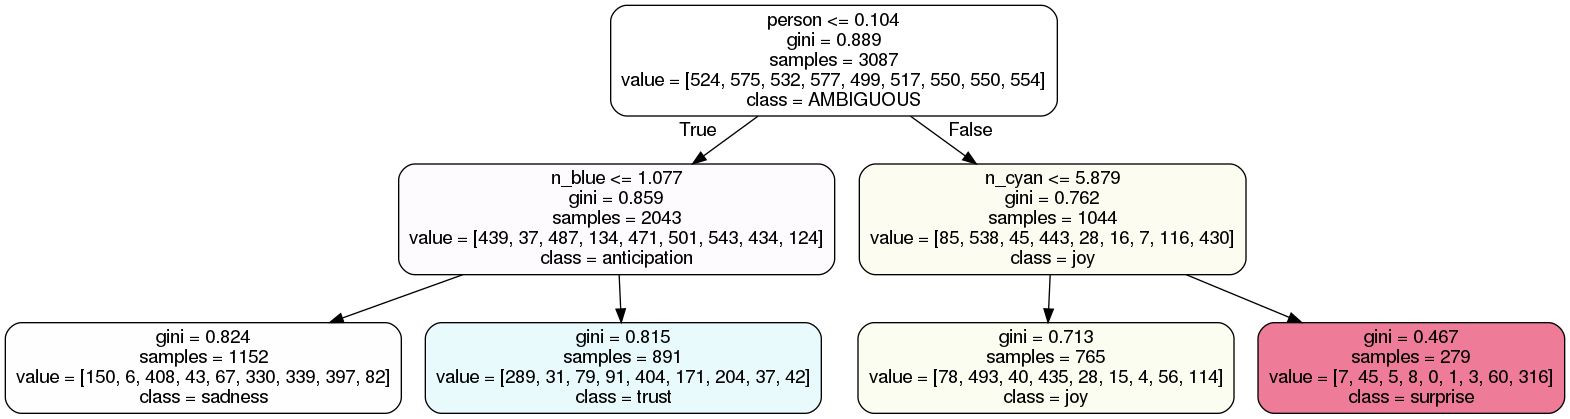 person <= 0.104
gini = 0.889
samples = 3087
value = [524, 575, 532, 577, 499, 517, 550, 550, 554]
class = AMBIGUOUS
True
False
n_blue <= 1.077
gini = 0.859
samples = 2043
value = [439, 37, 487, 134, 471, 501, 543, 434, 124]
class = anticipation
n_cyan <= 5.879
gini = 0.762
samples = 1044
value = [85, 538, 45, 443, 28, 16, 7, 116, 430]
class = joy
gini = 0.824
samples = 1152
value = [150, 6, 408, 43, 67, 330, 339, 397, 82]
class = sadness
gini = 0.815
samples = 891
value = [289, 31, 79, 91, 404, 171, 204, 37, 42]
class = trust
gini = 0.713
samples = 765
value = [78, 493, 40, 435, 28, 15, 4, 56, 114]
class = joy
gini = 0.467
samples = 279
value = [7, 45, 5, 8, 0, 1, 3, 60, 316]
class = surprise